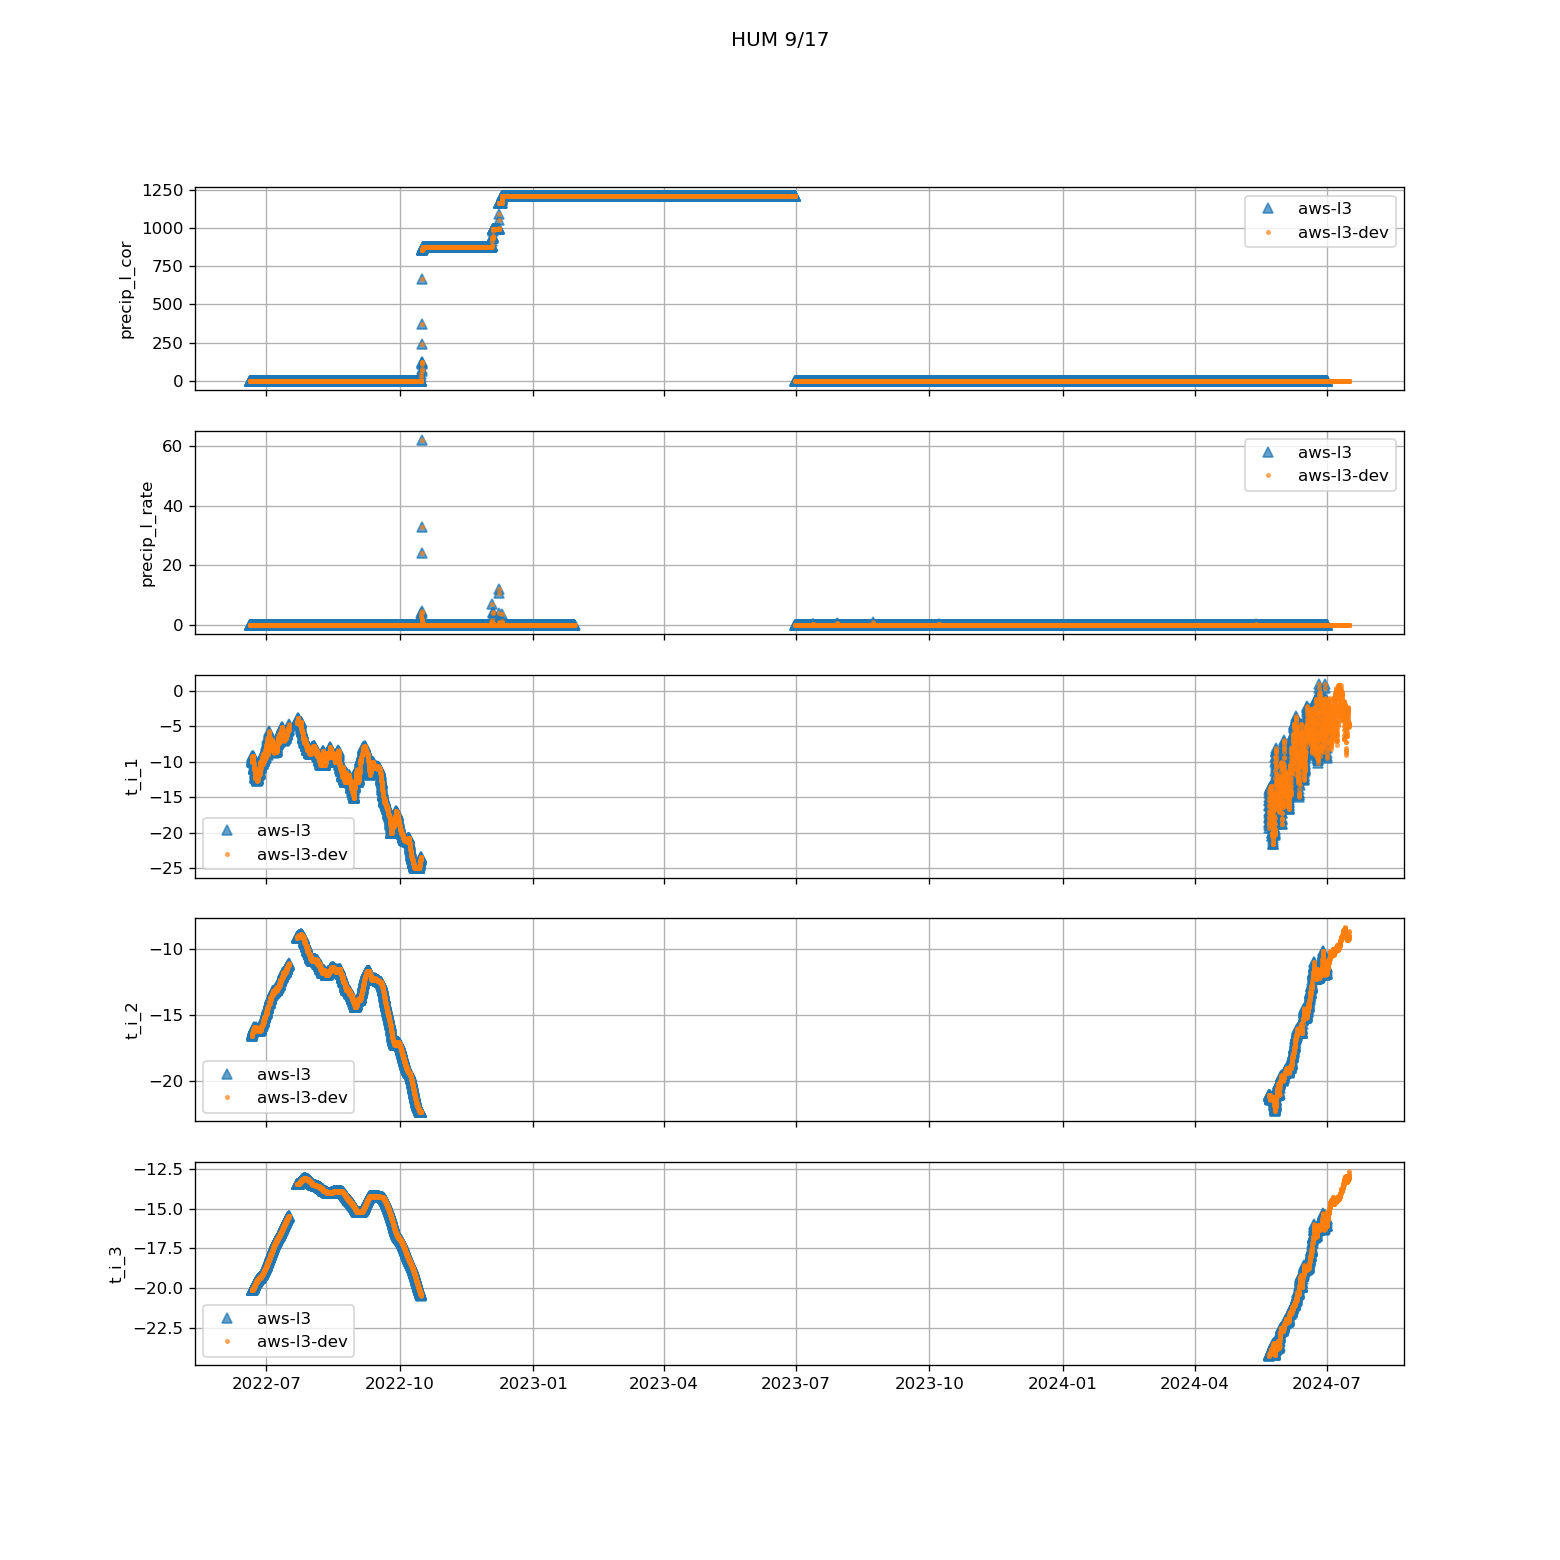 HUM 9/17
precip_l_cor
1250
1000
750
500
250
0
aws-l3
aws-l3-dev
precip_l_rate
60
40
20
0
aws-l3
aws-l3-dev
t_i_1
0
−5
−10
−15
−20
−25
aws-l3
aws-l3-dev
t_i_2
−10
−15
−20
aws-l3
aws-l3-dev
t_i_3
−12.5
−15.0
−17.5
−20.0
−22.5
aws-l3
aws-l3-dev
2022-07 2022-10 2023-01 2023-04 2023-07 2023-10 2024-01 2024-04 2024-07